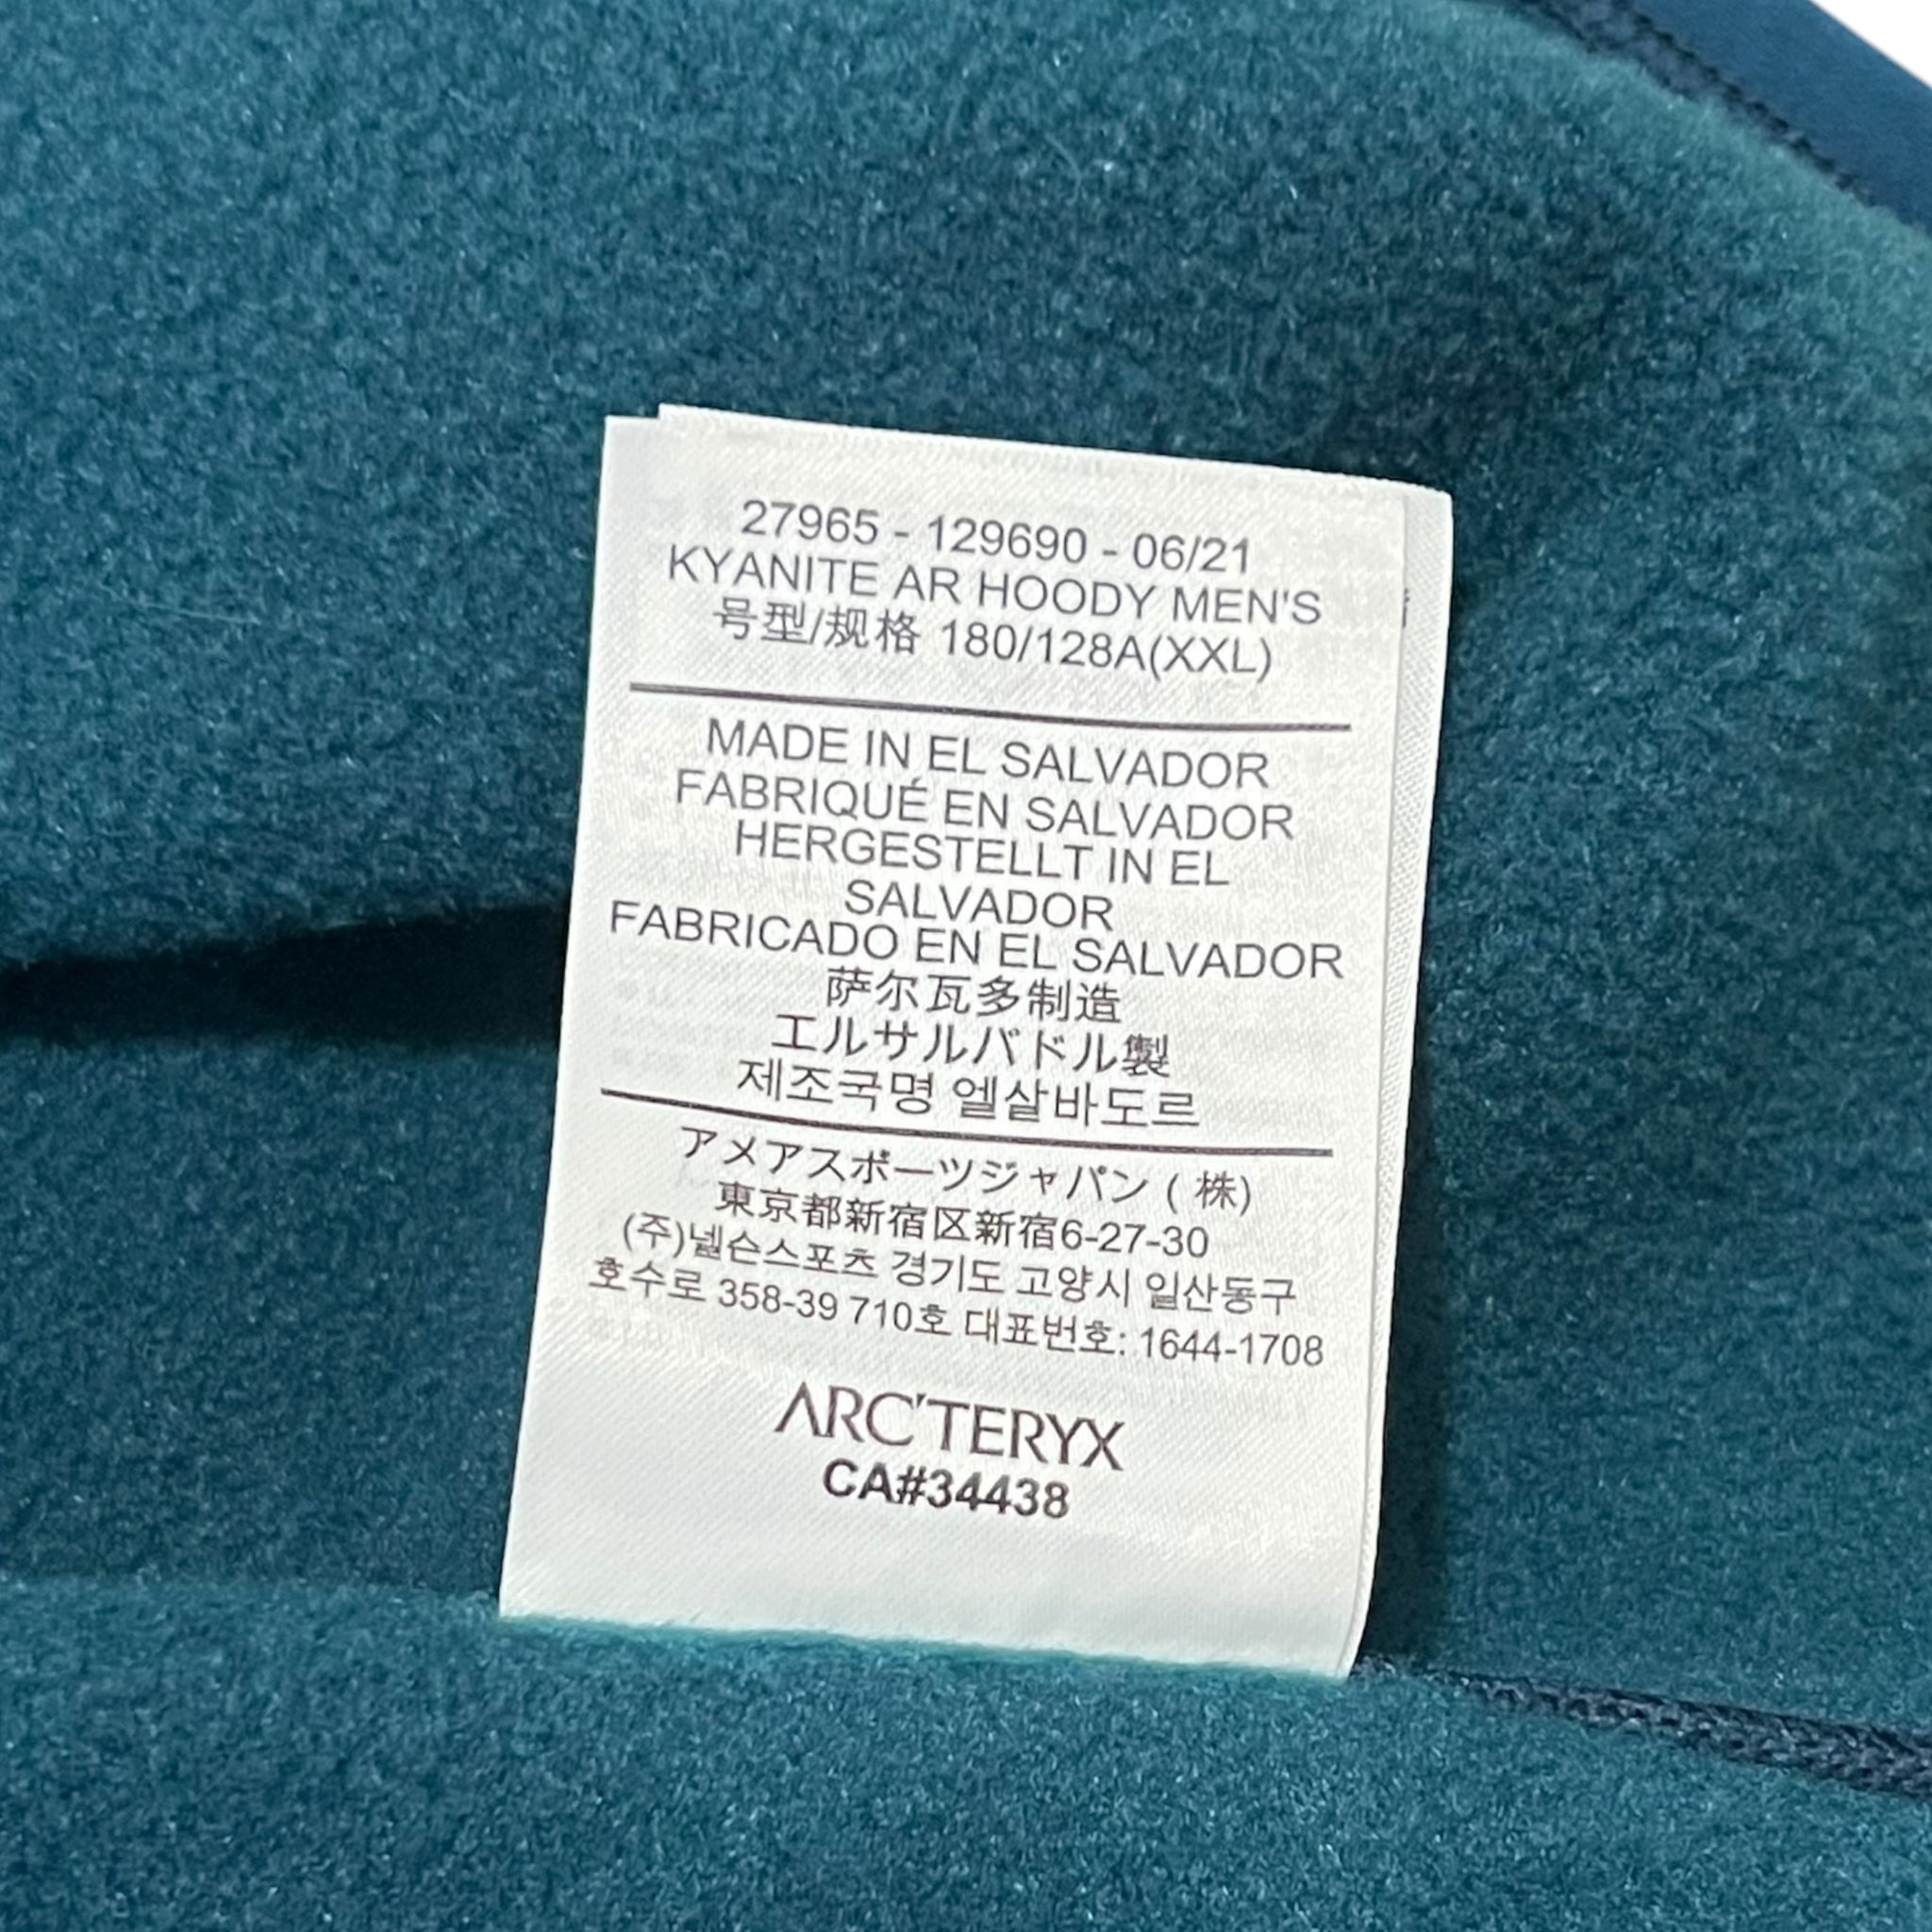 27965 - 129690 - 06/21
KYANITE AR HOODY MEN'S
号型/规格 180/128A(XXL)
MADE IN EL SALVADOR
FABRIQUÉ EN SALVADOR
HERGESTELLT IN EL
SALVADOR
FABRICADO EN EL SALVADOR
萨尔瓦多制造
エルサルバドル製
제조국명 엘살바도르
アメアスポーツジャパン ( 株)
東京都新宿区新宿6-27-30
(주)넬슨스포츠 경기도 고양시 일산동구
호수로 358-39 710호 대표번호: 1644-1708
ARC'TERYX
CA#34438